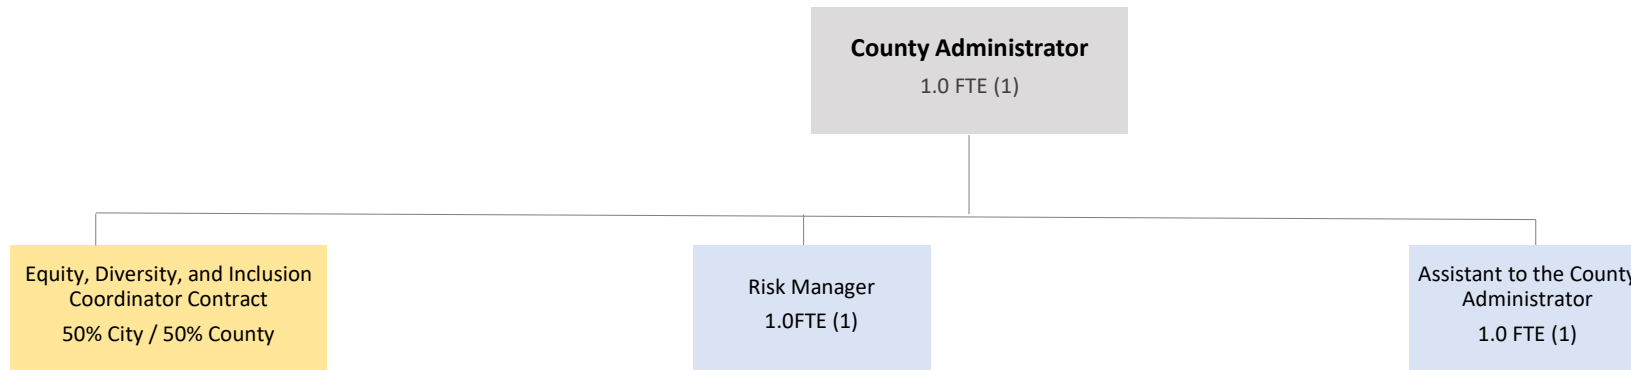 County Administrator
1.0 FTE (1)
Equity, Diversity, and Inclusion
Coordinator Contract
50% City / 50% County
Risk Manager
1.0FTE (1)
Assistant to the County
Administrator
1.0 FTE (1)